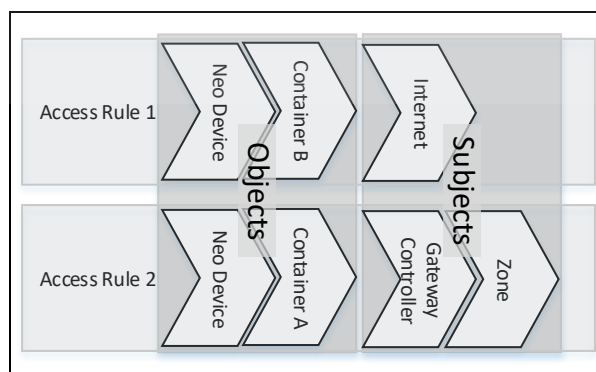 Access Rule 1
Neo Device
Container B
Internet
Objects
Subjects
Access Rule 2
Neo Device
Container A
Gateway
Controller
Zone